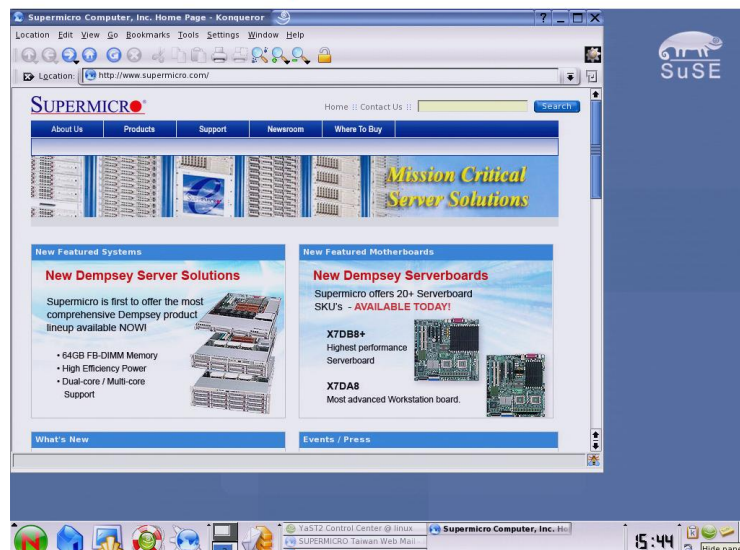 Supermicro Computer, Inc. Home Page - Konqueror
Location Edit View Go Bookmarks Tools Settings Window Help
Location: http://www.supermicro.com/
SuSE
SUPERMICRO
Home :: Contact Us :: Search
About Us Products Support Newsroom Where To Buy
Mission Critical
Server Solutions
New Featured Systems
New Dempsey Server Solutions
Supermicro is first to offer the most
comprehensive Dempsey product
lineup available NOW!
• 64GB FB-DIMM Memory
• High Efficiency Power
• Dual-core / Multi-core
Support
New Featured Motherboards
New Dempsey Serverboards
Supermicro offers 20+ Serverboard
SKU's - AVAILABLE TODAY!
X7DB8+
Highest performance
Serverboard
X7DA8
Most advanced Workstation board.
What's New
Events / Press
YaST2 Control Center @ linux
SUPERMICRO Taiwan Web Mail
Supermicro Computer, Inc. Ho
15:44
Hide pane